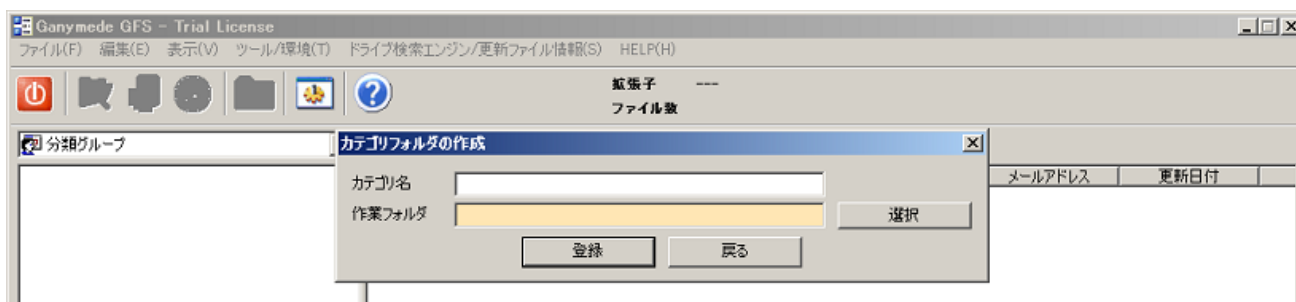 Ganymede GFS - Trial License
ファイル(F) 編集(E) 表示(V) ツール/環境(T) ドライブ検索エンジン/更新ファイル情報(S) HELP(H)
拡張子 ---
ファイル数
分類グループ
カテゴリフォルダの作成
メールアドレス 更新日付
カテゴリ名
作業フォルダ 選択
登録 戻る